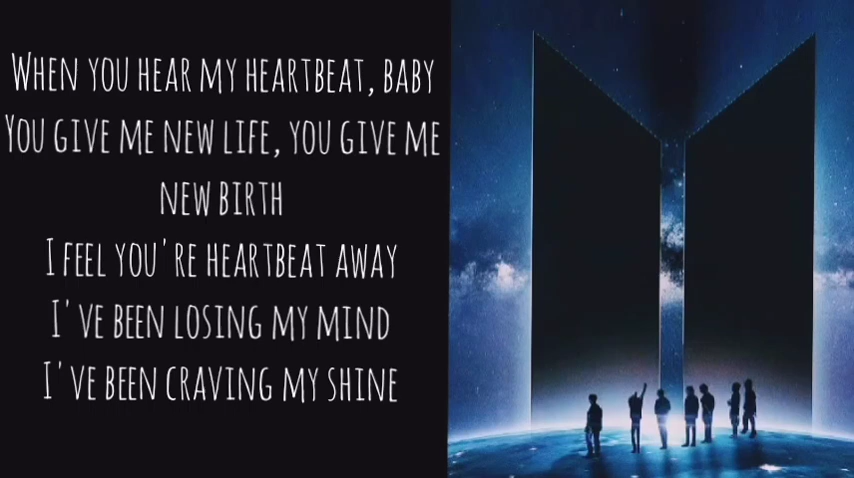 When you hear my heartbeat, baby
You give me new life, you give me
new birth
I feel you're heartbeat away
I've been losing my mind
I've been craving my shine